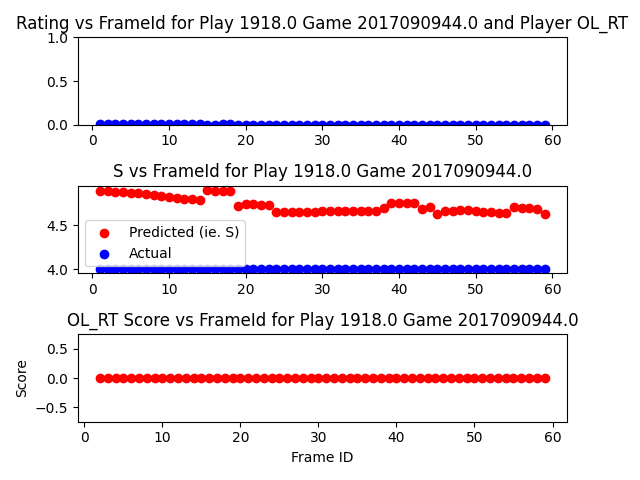 Rating vs FrameId for Play 1918.0 Game 2017090944.0 and Player OL_RT
1.0
0.5
0.0
0 10 20 30 40 50 60
S vs FrameId for Play 1918.0 Game 2017090944.0
4.5
Predicted (ie. S)
Actual
4.0
0 10 20 30 40 50 60
OL_RT Score vs FrameId for Play 1918.0 Game 2017090944.0
Score
0.5
0.0
−0.5
0 10 20 30 40 50 60
Frame ID